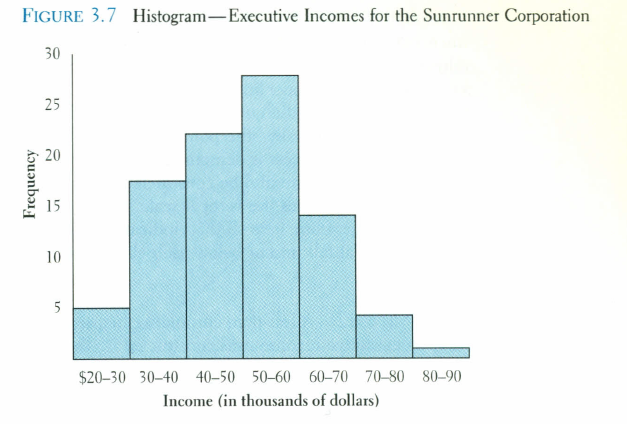 FIGURE 3.7 Histogram—Executive Incomes for the Sunrunner Corporation
30
25
20
15
10
5
Frequency
$20–30 30–40 40–50 50–60 60–70 70–80 80–90
Income (in thousands of dollars)